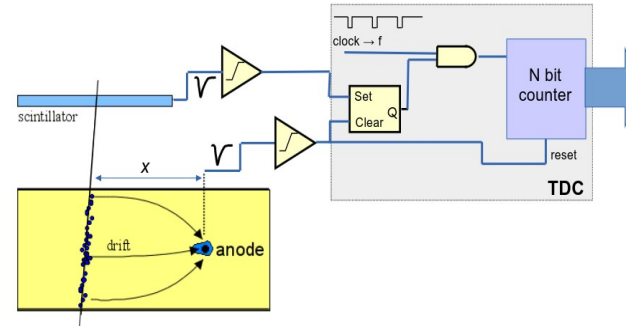 clock → f
N bit
counter
Set
Q
Clear
scintillator
reset
TDC
x
drift
anode